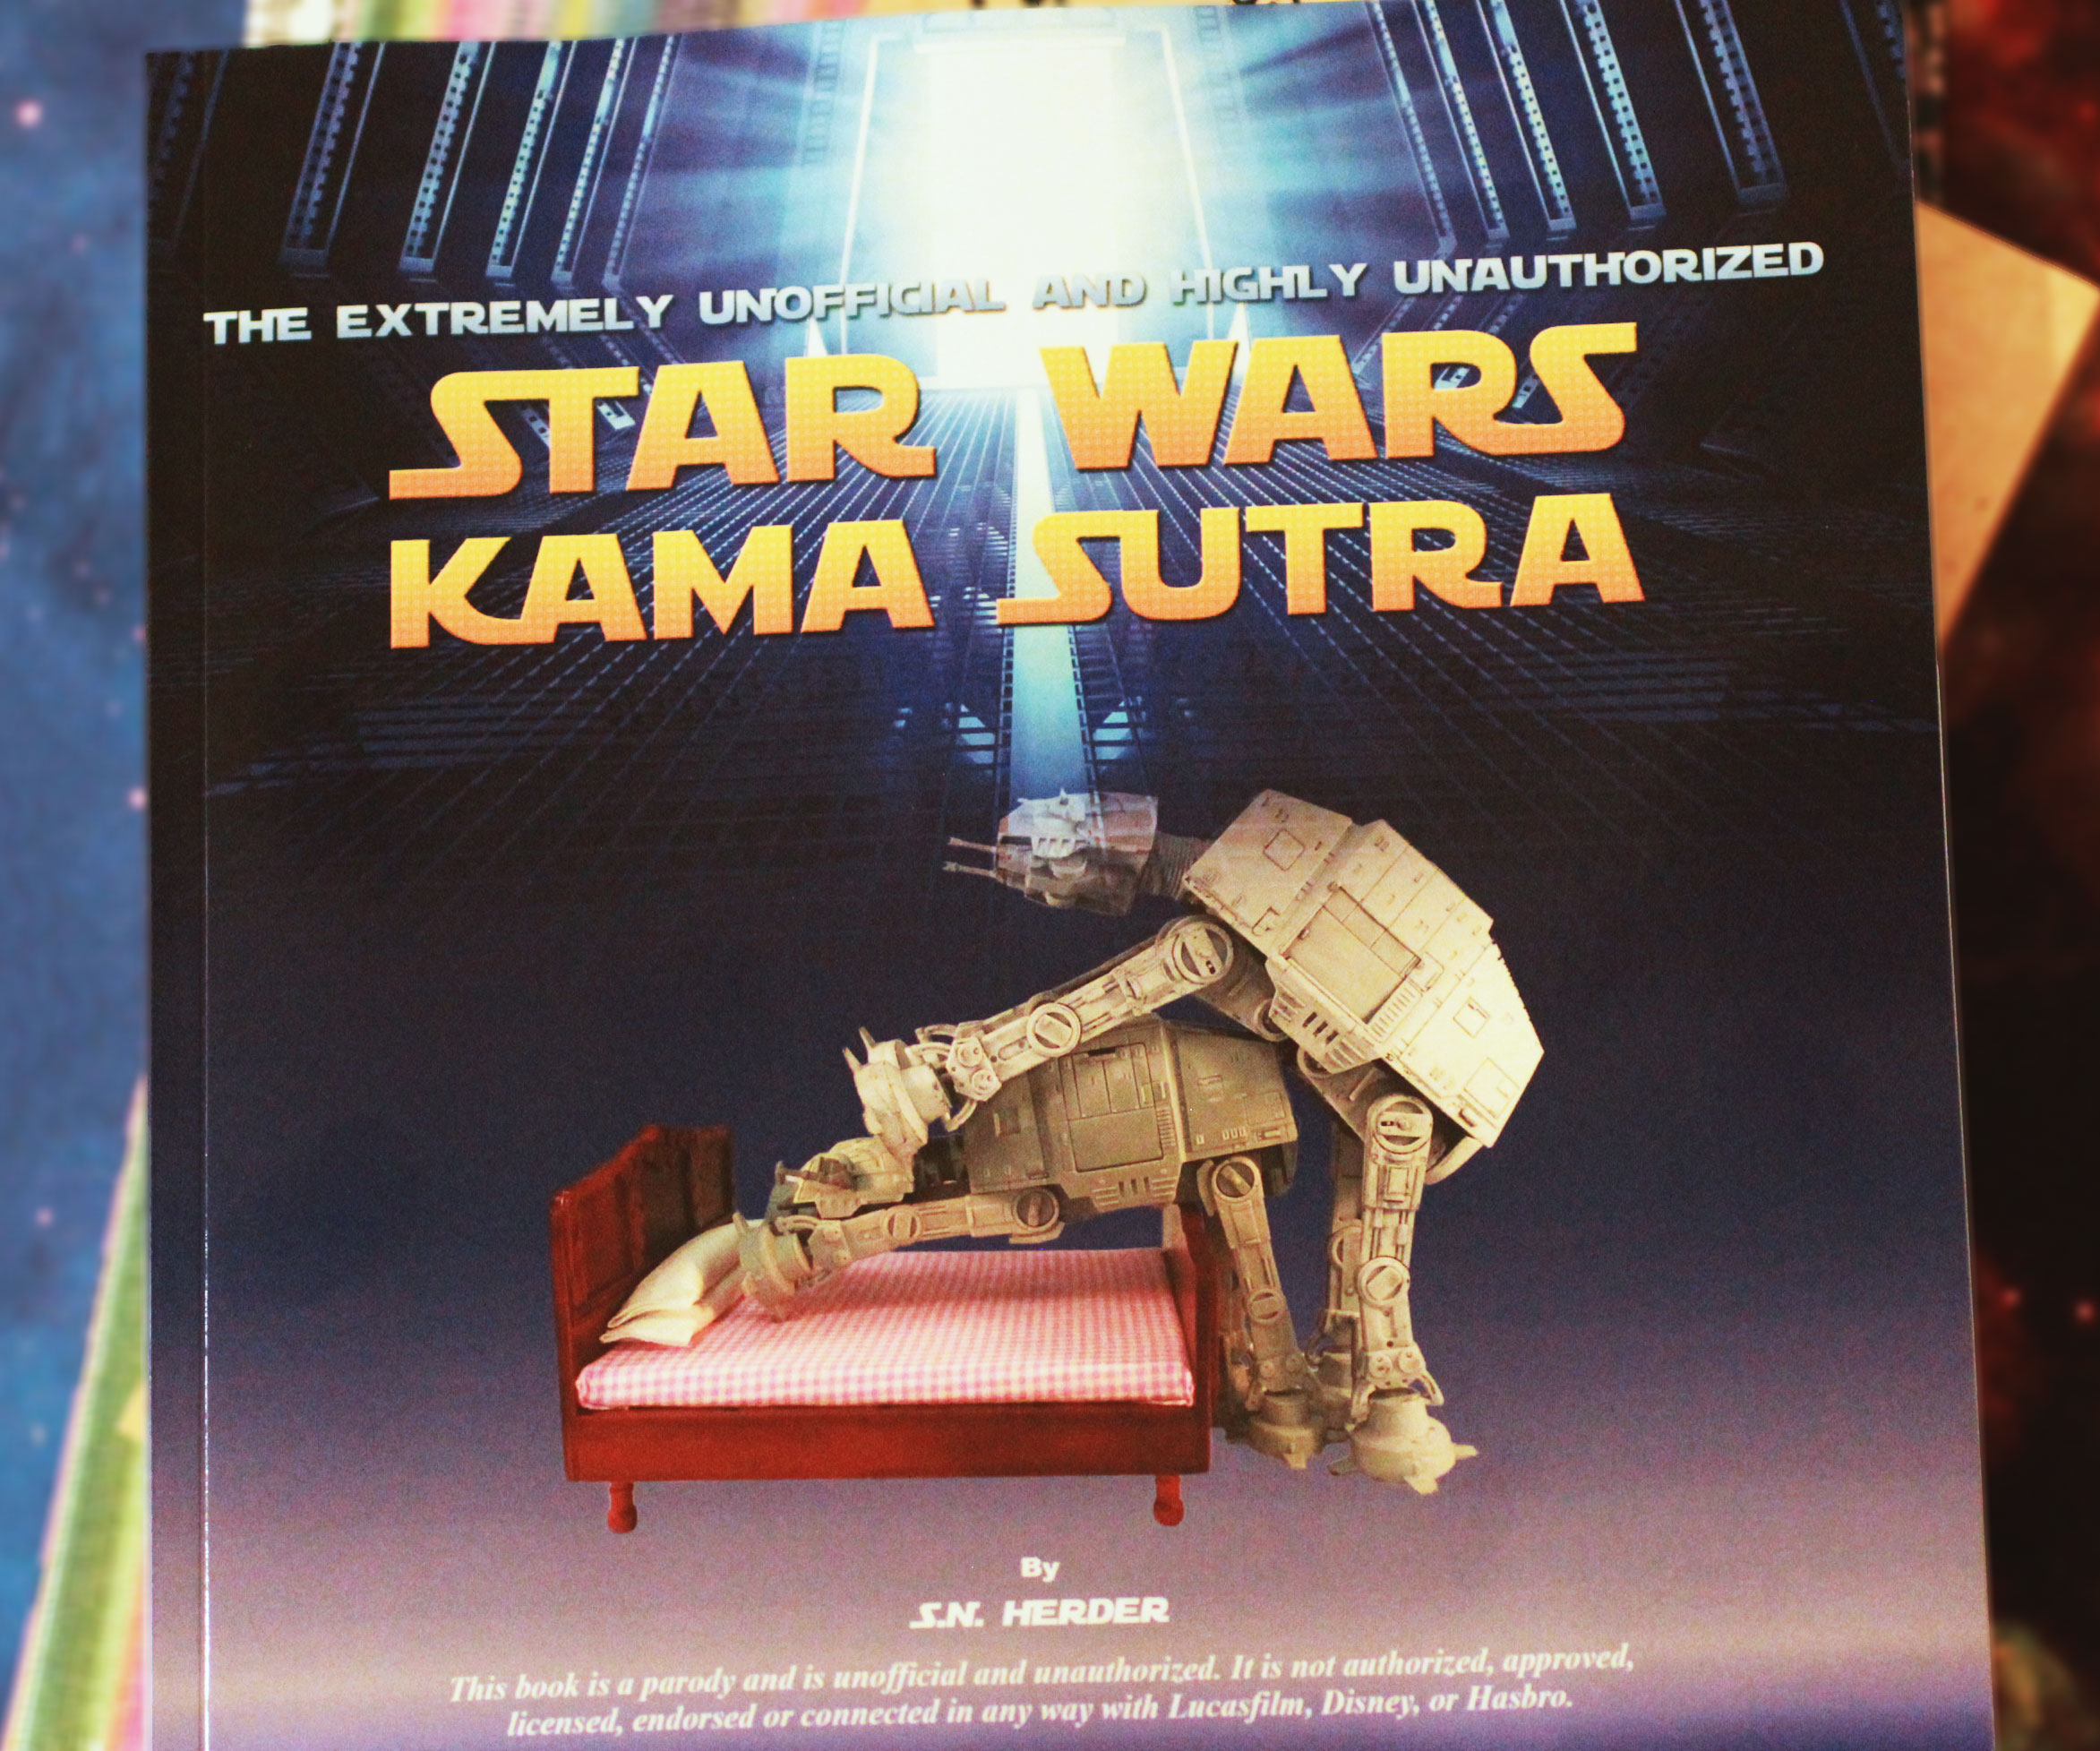 THE EXTREMELY UNOFFICIAL AND HIGHLY UNAUTHORIZED
STAR WARS
KAMA SUTRA
By
S.N. HERDER
This book is a parody and is unofficial and unauthorized. It is not authorized, approved,
licensed, endorsed or connected in any way with Lucasfilm, Disney, or Hasbro.